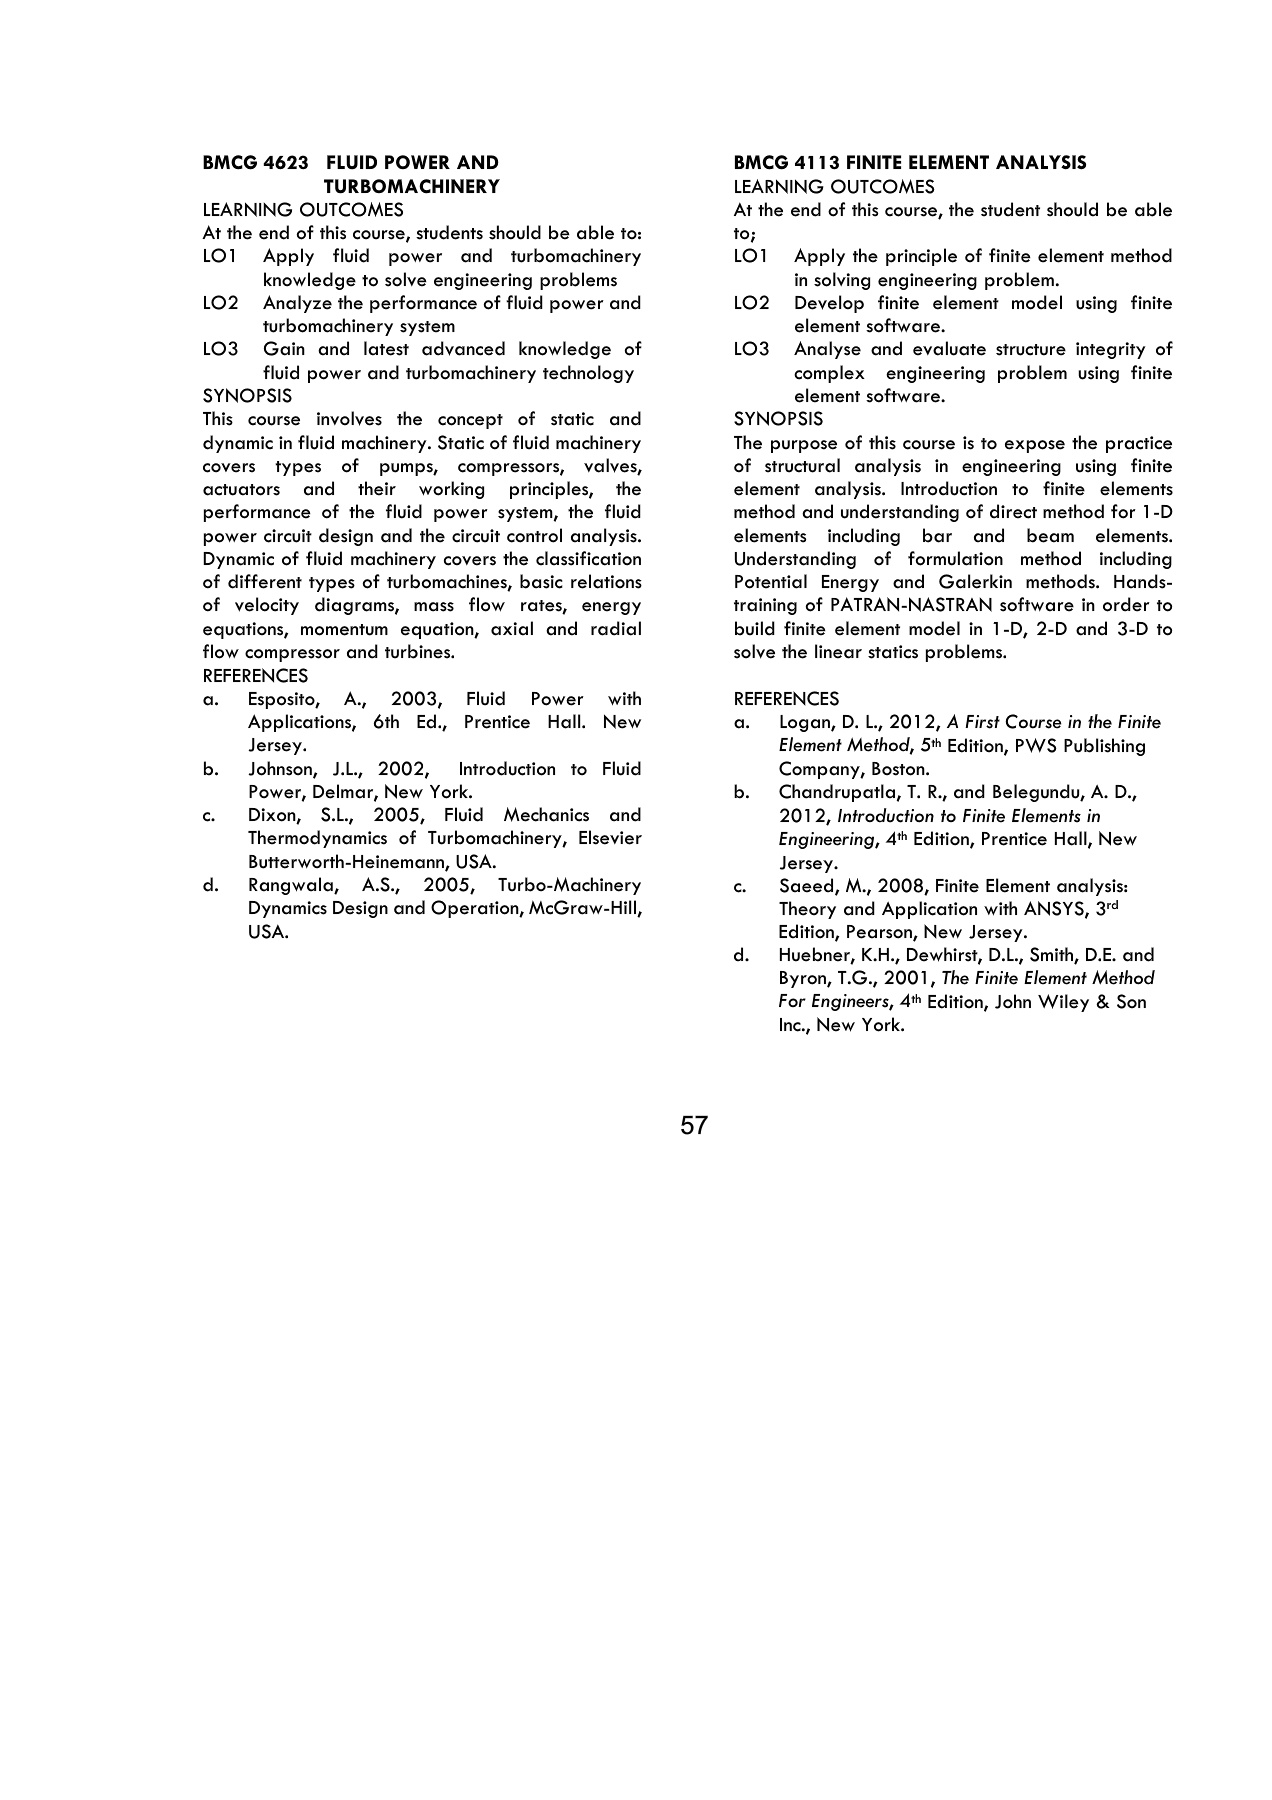 BMCG 4623 FLUID POWER AND
TURBOMACHINERY
LEARNING OUTCOMES
At the end of this course, students should be able to:
LO1 Apply fluid power and turbomachinery
knowledge to solve engineering problems
LO2 Analyze the performance of fluid power and
turbomachinery system
LO3 Gain and latest advanced knowledge of
fluid power and turbomachinery technology
SYNOPSIS
This course involves the concept of static and
dynamic in fluid machinery. Static of fluid machinery
covers types of pumps, compressors, valves,
actuators and their working principles, the
performance of the fluid power system, the fluid
power circuit design and the circuit control analysis.
Dynamic of fluid machinery covers the classification
of different types of turbomachines, basic relations
of velocity diagrams, mass flow rates, energy
equations, momentum equation, axial and radial
flow compressor and turbines.
REFERENCES
a. Esposito, A., 2003, Fluid Power with
Applications, 6th Ed., Prentice Hall. New
Jersey.
b. Johnson, J.L., 2002, Introduction to Fluid
Power, Delmar, New York.
c. Dixon, S.L., 2005, Fluid Mechanics and
Thermodynamics of Turbomachinery, Elsevier
Butterworth-Heinemann, USA.
d. Rangwala, A.S., 2005, Turbo-Machinery
Dynamics Design and Operation, McGraw-Hill,
USA.
BMCG 4113 FINITE ELEMENT ANALYSIS
LEARNING OUTCOMES
At the end of this course, the student should be able
to;
LO1 Apply the principle of finite element method
in solving engineering problem.
LO2 Develop finite element model using finite
element software.
LO3 Analyse and evaluate structure integrity of
complex engineering problem using finite
element software.
SYNOPSIS
The purpose of this course is to expose the practice
of structural analysis in engineering using finite
element analysis. Introduction to finite elements
method and understanding of direct method for 1-D
elements including bar and beam elements.
Understanding of formulation method including
Potential Energy and Galerkin methods. Hands-
training of PATRAN-NASTRAN software in order to
build finite element model in 1-D, 2-D and 3-D to
solve the linear statics problems.
REFERENCES
a. Logan, D. L., 2012, A First Course in the Finite
Element Method, 5th Edition, PWS Publishing
Company, Boston.
b. Chandrupatla, T. R., and Belegundu, A. D.,
2012, Introduction to Finite Elements in
Engineering, 4th Edition, Prentice Hall, New
Jersey.
c. Saeed, M., 2008, Finite Element analysis:
Theory and Application with ANSYS, 3rd
Edition, Pearson, New Jersey.
d. Huebner, K.H., Dewhirst, D.L., Smith, D.E. and
Byron, T.G., 2001, The Finite Element Method
For Engineers, 4th Edition, John Wiley & Son
Inc., New York.
57